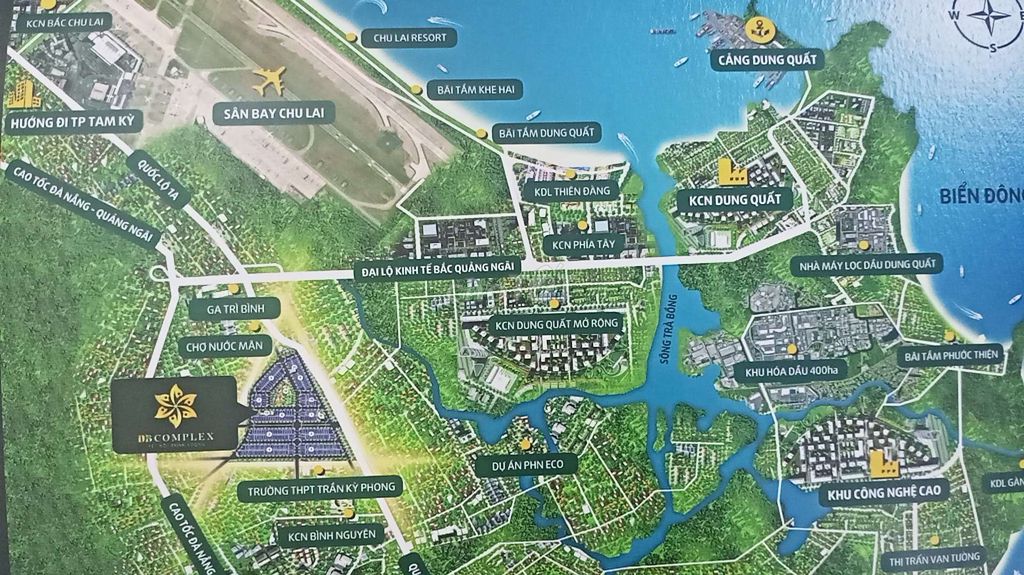 KCN BẮC CHU LAI
CHU LAI RESORT
W
S
CẢNG DUNG QUẤT
BÃI TẮM KHE HAI
HƯỚNG ĐI TP TAM KỲ
SÂN BAY CHU LAI
BÃI TẮM DUNG QUẤT
QUỐC LỘ 1A
CAO TỐC ĐÀ NẴNG - QUẢNG NGÃI
KDL THIÊN ĐÀNG
KCN DUNG QUẤT
BIỂN ĐÔNG
KCN PHÍA TÂY
ĐẠI LỘ KINH TẾ BẮC QUẢNG NGÃI
NHÀ MÁY LỌC DẦU DUNG QUẤT
GA TRÌ BÌNH
KCN DUNG QUẤT MỞ RỘNG
SÔNG TRÀ BỒNG
CHỢ NƯỚC MẶN
BÃI TẮM PHƯỚC THIỆN
KHU HÓA DẦU 400ha
ĐB COMPLEX
DỰ ÁN PHN ECO
TRƯỜNG THPT TRẦN KỲ PHONG
KHU CÔNG NGHỆ CAO
KDL GÀN
CAO TỐC ĐÀ NẴNG
KCN BÌNH NGUYÊN
THỊ TRẤN VẠN TƯỜNG